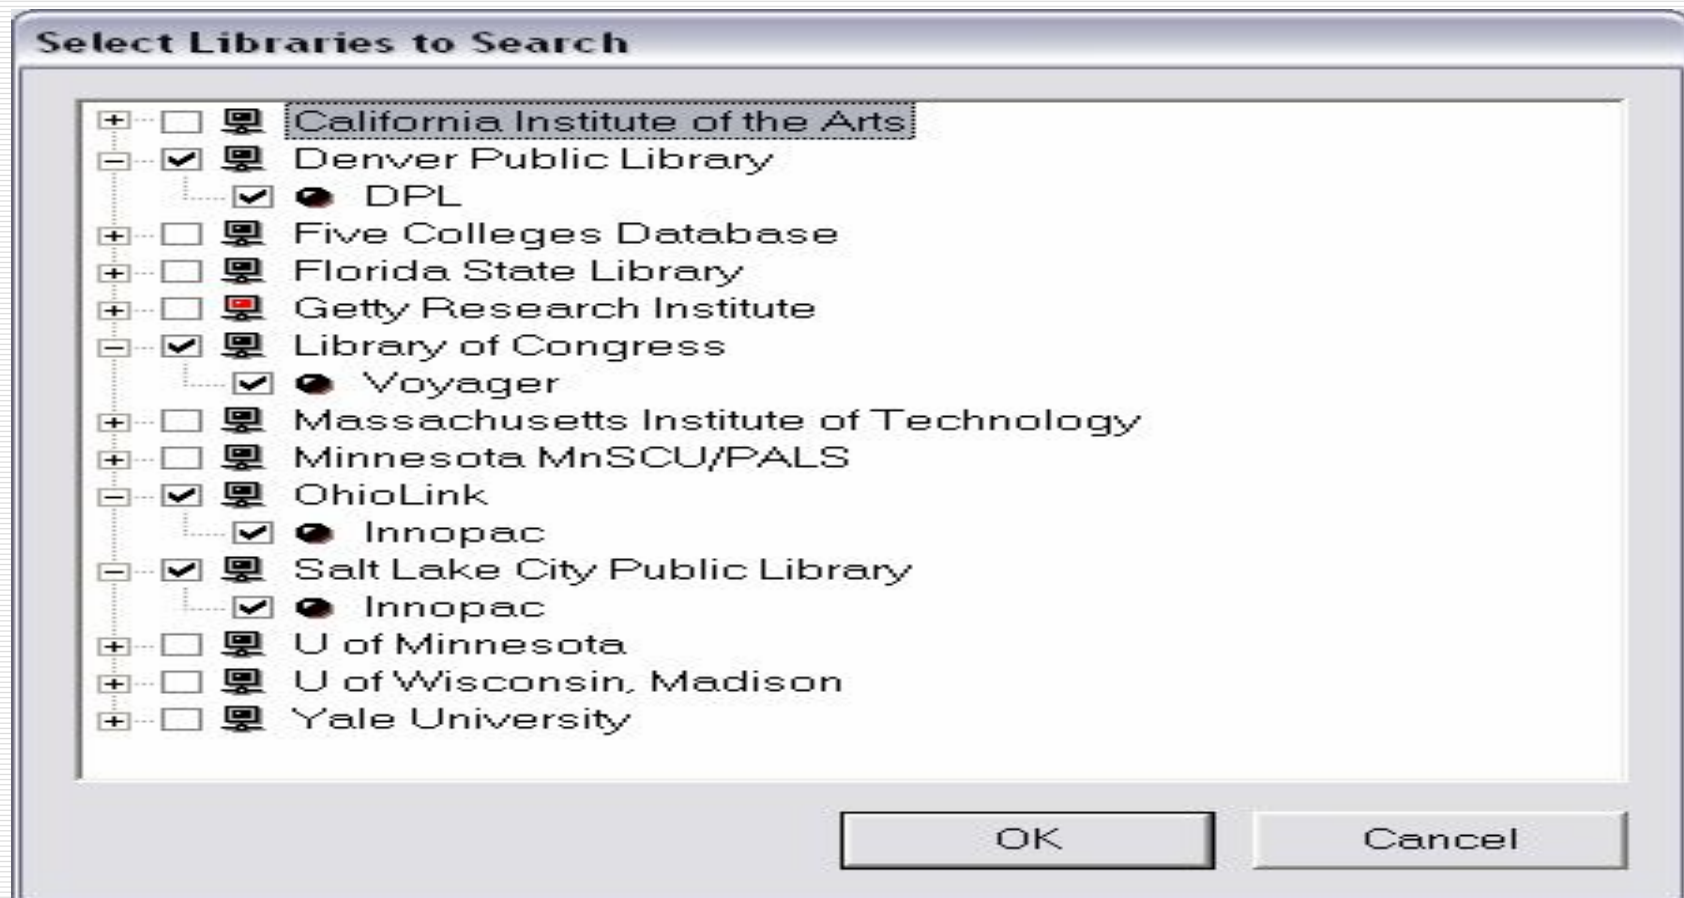 Select Libraries to Search
California Institute of the Arts
Denver Public Library
DPL
Five Colleges Database
Florida State Library
Getty Research Institute
Library of Congress
Voyager
Massachusetts Institute of Technology
Minnesota MnSCU/PALS
OhioLink
Innopac
Salt Lake City Public Library
Innopac
U of Minnesota
U of Wisconsin, Madison
Yale University
OK
Cancel